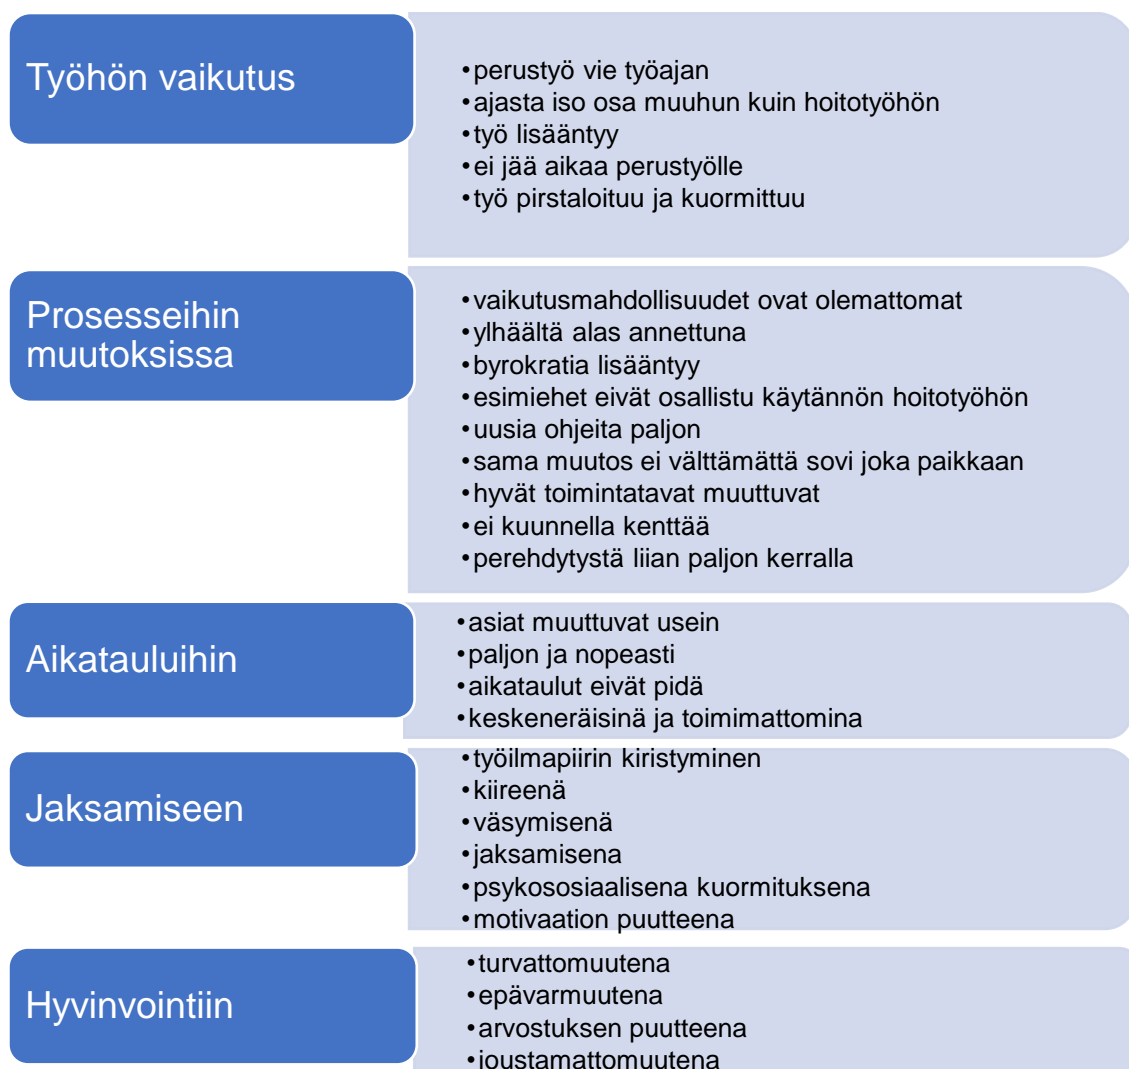 Työhön vaikutus
•perustyö vie työajan
•ajasta iso osa muuhun kuin hoitotyöhön
•työ lisääntyy
•ei jää aikaa perustyölle
•työ pirstaloituu ja kuormittuu
Prosesseihin
muutoksissa
•vaikutusmahdollisuudet ovat olemattomat
•ylhäältä alas annettuna
•byrokratia lisääntyy
•esimiehet eivät osallistu käytännön hoitotyöhön
•uusia ohjeita paljon
•sama muutos ei välttämättä sovi joka paikkaan
•hyvät toimintatavat muuttuvat
•ei kuunnella kenttää
•perehdytystä liian paljon kerralla
Aikatauluihin
•asiat muuttuvat usein
•paljon ja nopeasti
•aikataulut eivät pidä
•keskeneräisinä ja toimimattomina
Jaksamiseen
•työilmapiirin kiristyminen
•kiireenä
•väsymisenä
•jaksamisena
•psykososiaalisena kuormituksena
•motivaation puutteena
Hyvinvointiin
•turvattomuutena
•epävarmuutena
•arvostuksen puutteena
•joustamattomuutena